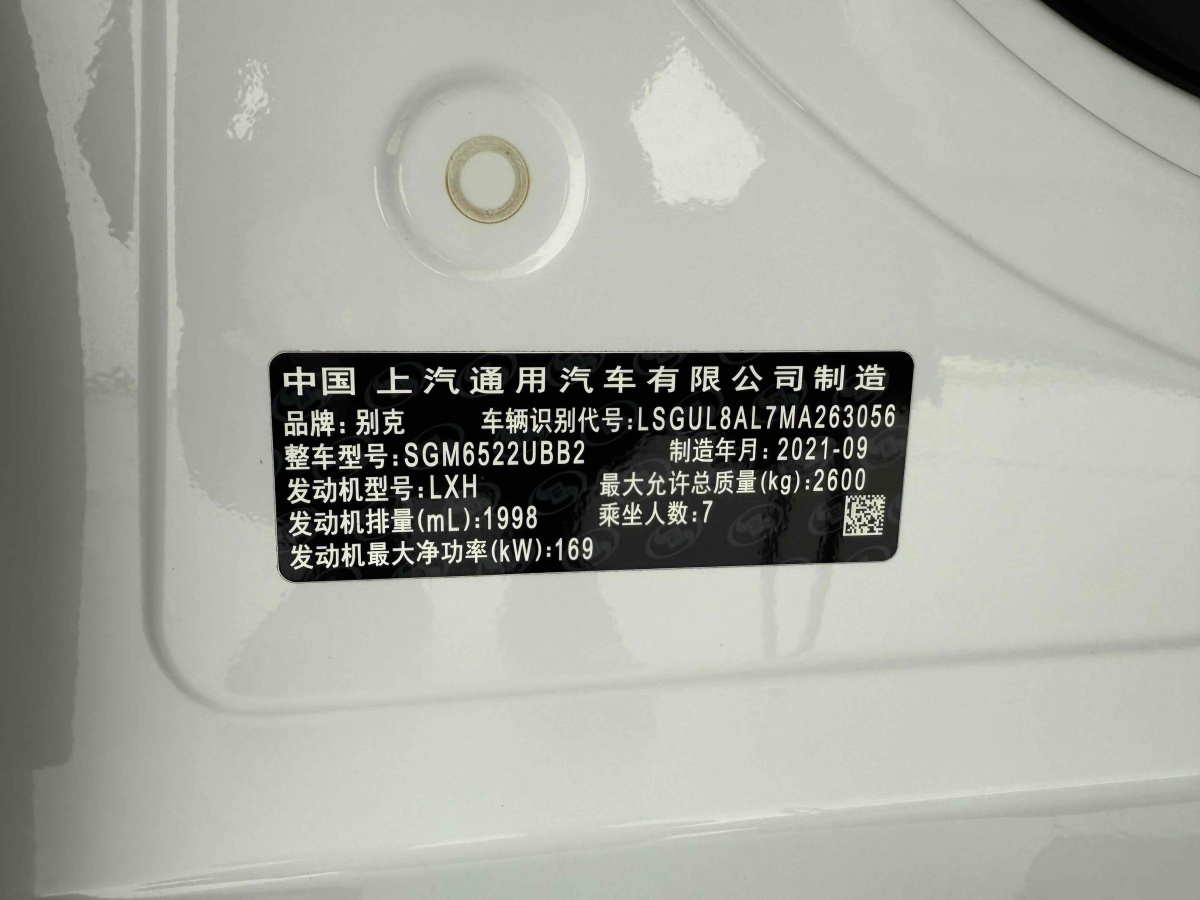 中国 上汽通用汽车有限公司制造
品牌: 别克 车辆识别代号:LSGUL8AL7MA263056
整车型号:SGM6522UBB2 制造年月: 2021-09
发动机型号:LXH 最大允许总质量(kg):2600
发动机排量(mL):1998 乘坐人数:7
发动机最大净功率(kW):169